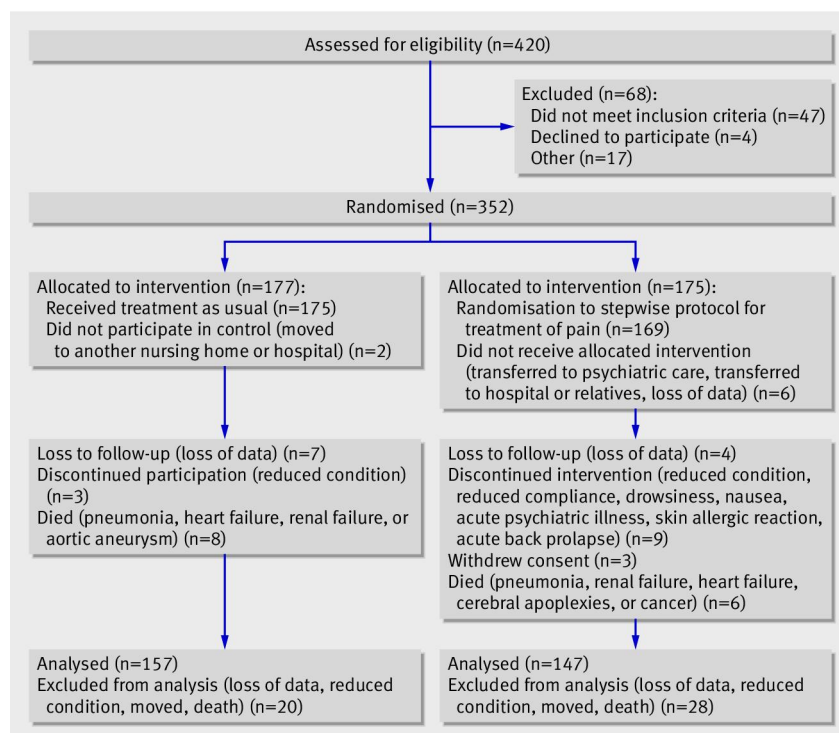 Assessed for eligibility (n=420)
Excluded (n=68):
Did not meet inclusion criteria (n=47)
Declined to participate (n=4)
Other (n=17)
Randomised (n=352)
Allocated to intervention (n=177):
Received treatment as usual (n=175)
Did not participate in control (moved
to another nursing home or hospital) (n=2)
Allocated to intervention (n=175):
Randomisation to stepwise protocol for
treatment of pain (n=169)
Did not receive allocated intervention
(transferred to psychiatric care, transferred
to hospital or relatives, loss of data) (n=6)
Loss to follow-up (loss of data) (n=7)
Discontinued participation (reduced condition)
(n=3)
Died (pneumonia, heart failure, renal failure, or
aortic aneurysm) (n=8)
Loss to follow-up (loss of data) (n=4)
Discontinued intervention (reduced condition,
reduced compliance, drowsiness, nausea,
acute psychiatric illness, skin allergic reaction,
acute back prolapse) (n=9)
Withdrew consent (n=3)
Died (pneumonia, renal failure, heart failure,
cerebral apoplexies, or cancer) (n=6)
Analysed (n=157)
Excluded from analysis (loss of data, reduced
condition, moved, death) (n=20)
Analysed (n=147)
Excluded from analysis (loss of data, reduced
condition, moved, death) (n=28)